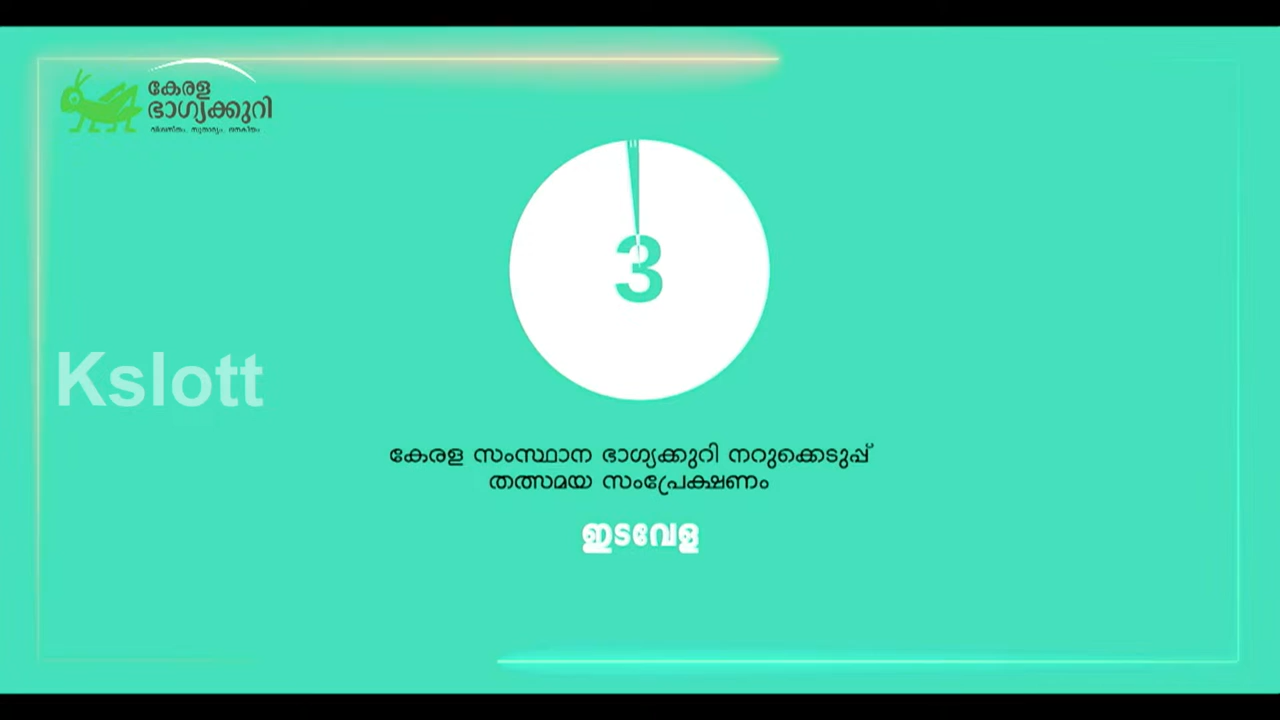 കേരള
ഭാഗ്യക്കുറി
3
Kslott
കേരള സംസ്ഥാന ഭാഗ്യക്കുറി നറുക്കെടുപ്പ്
തത്സമയ സംപ്രേക്ഷണം
ഇടവേള